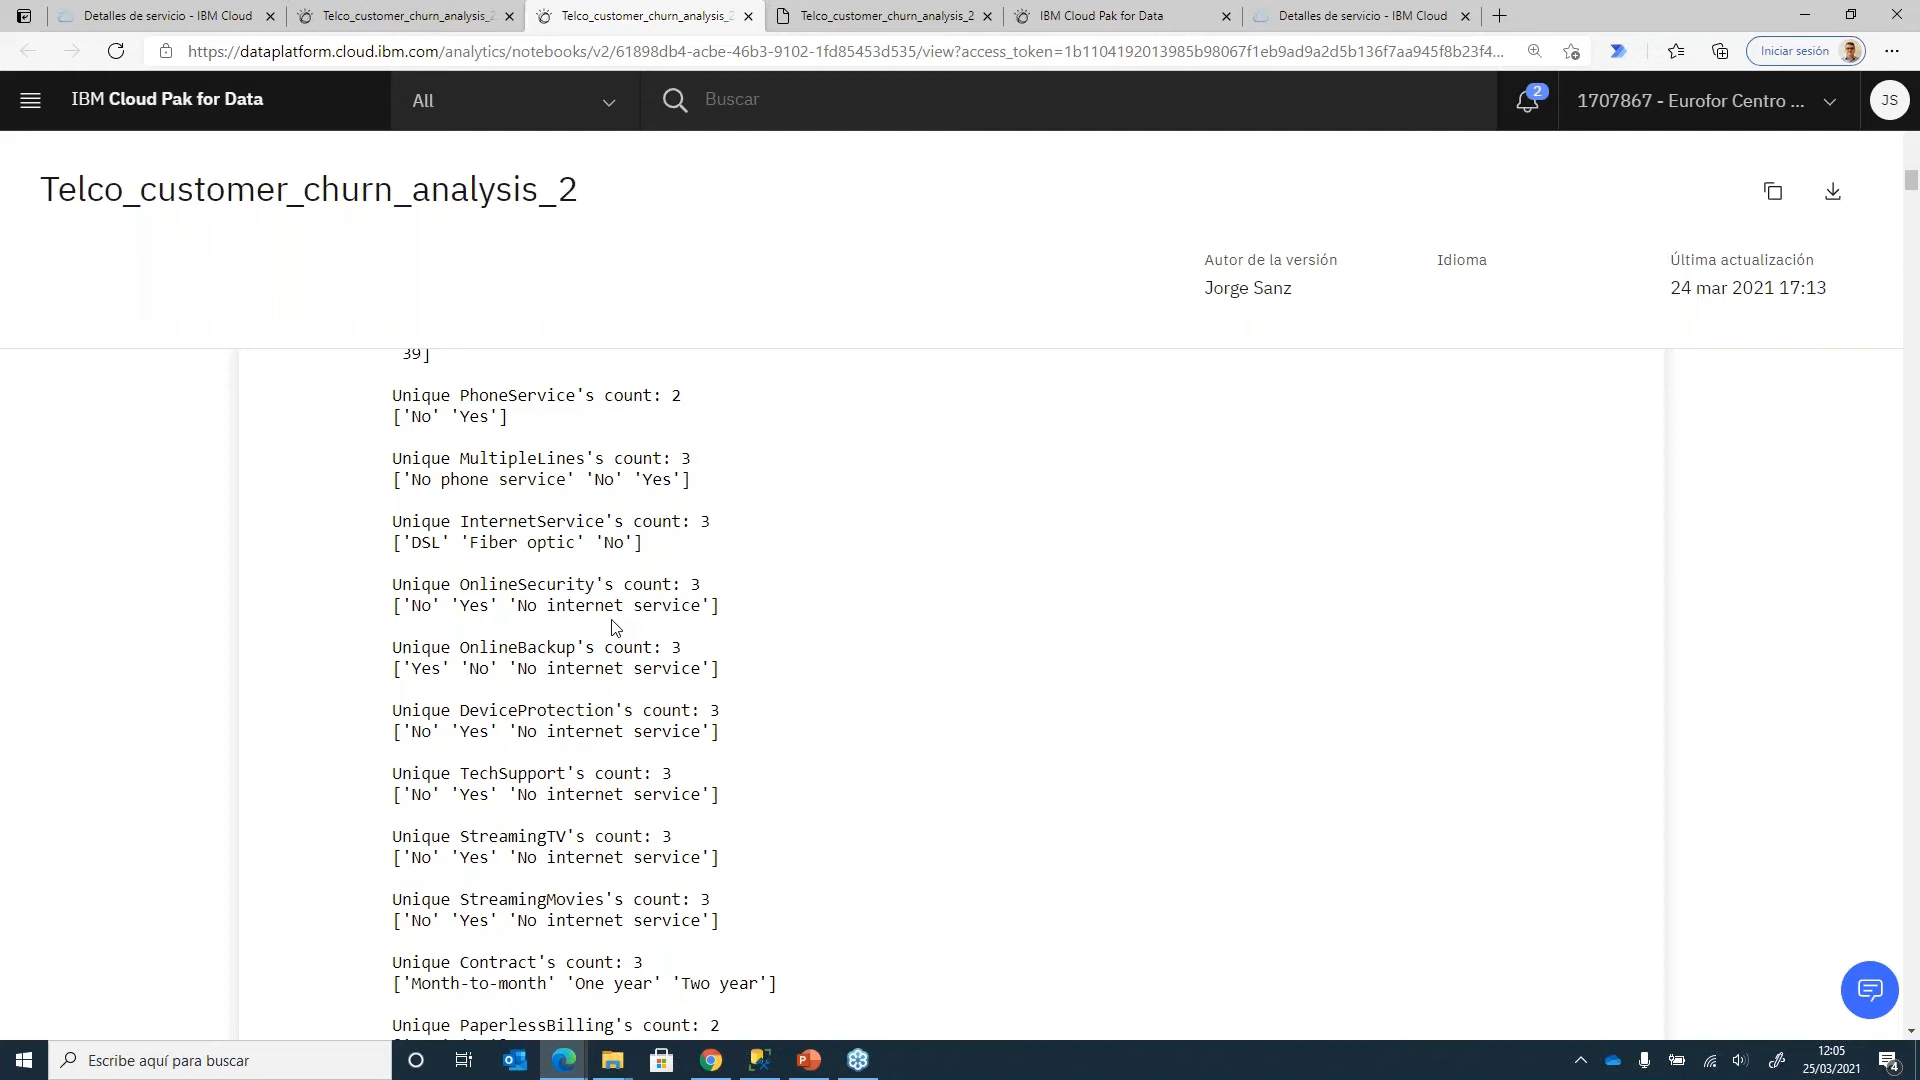 Detalles de servicio - IBM Cloud
Telco_customer_churn_analysis_2
Telco_customer_churn_analysis_2
Telco_customer_churn_analysis_2
IBM Cloud Pak for Data
Detalles de servicio - IBM Cloud
https://dataplatform.cloud.ibm.com/analytics/notebooks/v2/61898db4-acbe-46b3-9102-1fd85453d535/view?access_token=1b1104192013985b98067f1eb9ad9a2d5b136f7aa945f8b23f4...
Iniciar sesión
IBM Cloud Pak for Data
All
Buscar
2
1707867 - Eurofor Centro ...
JS
Telco_customer_churn_analysis_2
Autor de la versión
Idioma
Última actualización
Jorge Sanz
24 mar 2021 17:13
39]
Unique PhoneService's count: 2
['No' 'Yes']
Unique MultipleLines's count: 3
['No phone service' 'No' 'Yes']
Unique InternetService's count: 3
['DSL' 'Fiber optic' 'No']
Unique OnlineSecurity's count: 3
['No' 'Yes' 'No internet service']
Unique OnlineBackup's count: 3
['Yes' 'No' 'No internet service']
Unique DeviceProtection's count: 3
['No' 'Yes' 'No internet service']
Unique TechSupport's count: 3
['No' 'Yes' 'No internet service']
Unique StreamingTV's count: 3
['No' 'Yes' 'No internet service']
Unique StreamingMovies's count: 3
['No' 'Yes' 'No internet service']
Unique Contract's count: 3
['Month-to-month' 'One year' 'Two year']
Unique PaperlessBilling's count: 2
Escribe aquí para buscar
12:05
25/03/2021
4